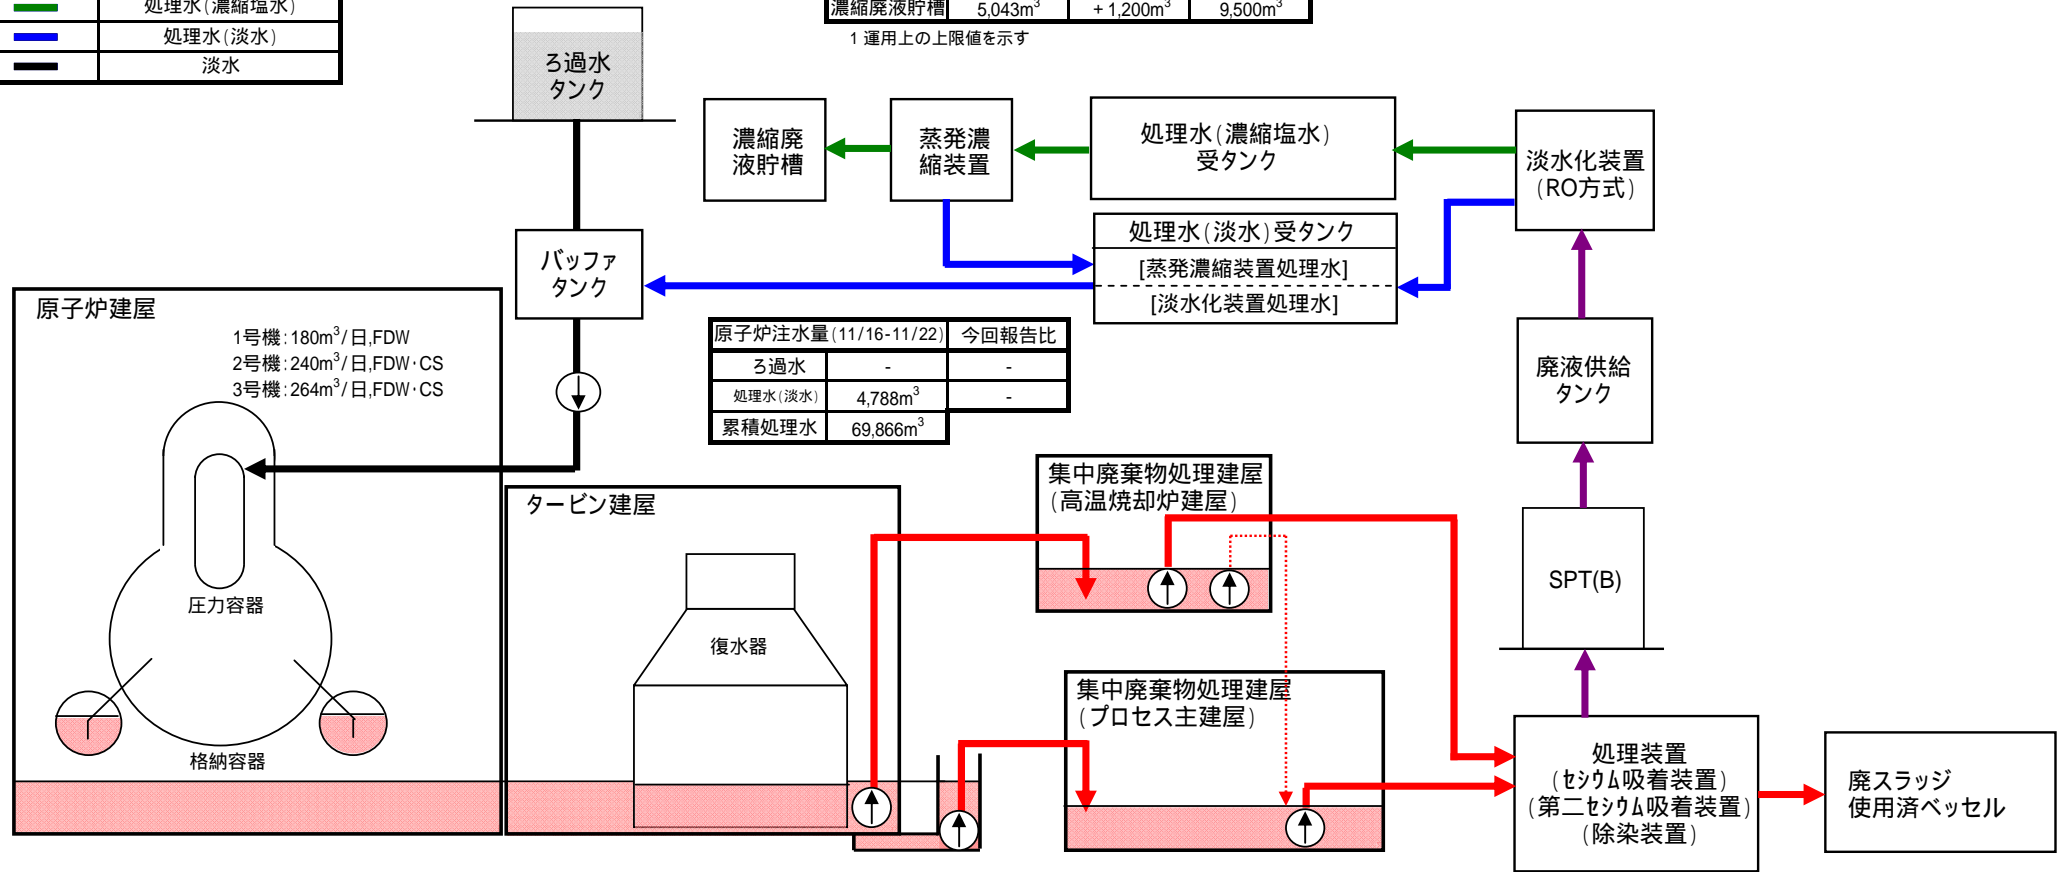 処理水(濃縮塩水)
処理水(淡水)
淡水
濃縮廃液貯槽 5,043m³ +1,200m³ 9,500m³
1 運用上の上限値を示す
ろ過水
タンク
濃縮廃
液貯槽
蒸発濃
縮装置
処理水(濃縮塩水)
受タンク
淡水化装置
(RO方式)
処理水(淡水)受タンク
[蒸発濃縮装置処理水]
[淡水化装置処理水]
バッファ
タンク
原子炉建屋
1号機:180m³/日,FDW
2号機:240m³/日,FDW・CS
3号機:264m³/日,FDW・CS
原子炉注水量(11/16-11/22) 今回報告比
ろ過水 - -
処理水(淡水) 4,788m³ -
累積処理水 69,866m³
廃液供給
タンク
圧力容器
格納容器
タービン建屋
復水器
集中廃棄物処理建屋
(高温焼却炉建屋)
SPT(B)
集中廃棄物処理建屋
(プロセス主建屋)
処理装置
(セシウム吸着装置)
(第二セシウム吸着装置)
(除染装置)
廃スラッジ
使用済ベッセル